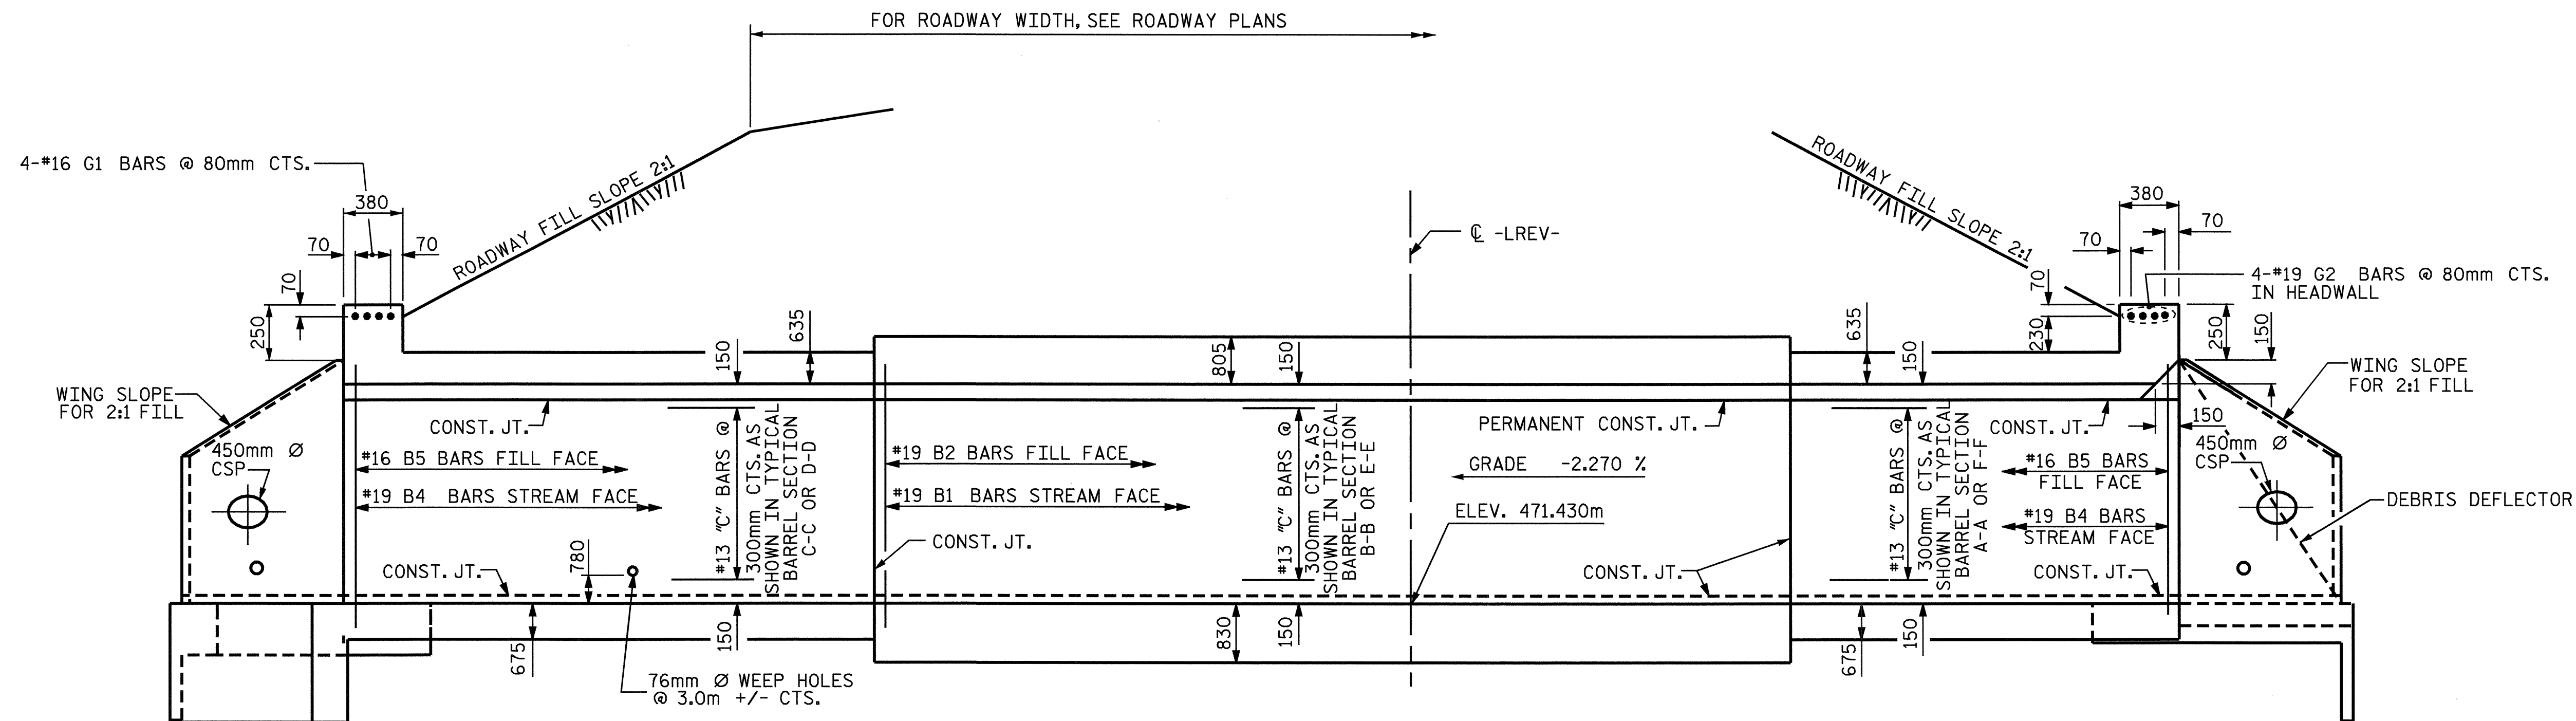 FOR ROADWAY WIDTH, SEE ROADWAY PLANS
4-#16 G1 BARS @ 80mm CTS.
380
70
70
70
250
ROADWAY FILL SLOPE 2:1
ROADWAY FILL SLOPE 2:1
℄ -LREV-
380
70
70
70
4-#19 G2 BARS @ 80mm CTS.
IN HEADWALL
230
250
150
635
150
805
150
635
150
WING SLOPE
FOR 2:1 FILL
WING SLOPE
FOR 2:1 FILL
450mm Ø
CSP
CONST. JT.
#16 B5 BARS FILL FACE
#19 B4 BARS STREAM FACE
#13 "C" BARS @
300mm CTS. AS
SHOWN IN TYPICAL
BARREL SECTION
C-C OR D-D
#19 B2 BARS FILL FACE
#19 B1 BARS STREAM FACE
#13 "C" BARS @
300mm CTS. AS
SHOWN IN TYPICAL
BARREL SECTION
B-B OR E-E
PERMANENT CONST. JT.
GRADE -2.270 %
ELEV. 471.430m
#13 "C" BARS @
300mm CTS. AS
SHOWN IN TYPICAL
BARREL SECTION
A-A OR F-F
CONST. JT.
150
450mm Ø
CSP
#16 B5 BARS
FILL FACE
#19 B4 BARS
STREAM FACE
DEBRIS DEFLECTOR
CONST. JT.
780
CONST. JT.
CONST. JT.
CONST. JT.
675
150
830
150
675
150
76mm Ø WEEP HOLES
@ 3.0m +/- CTS.